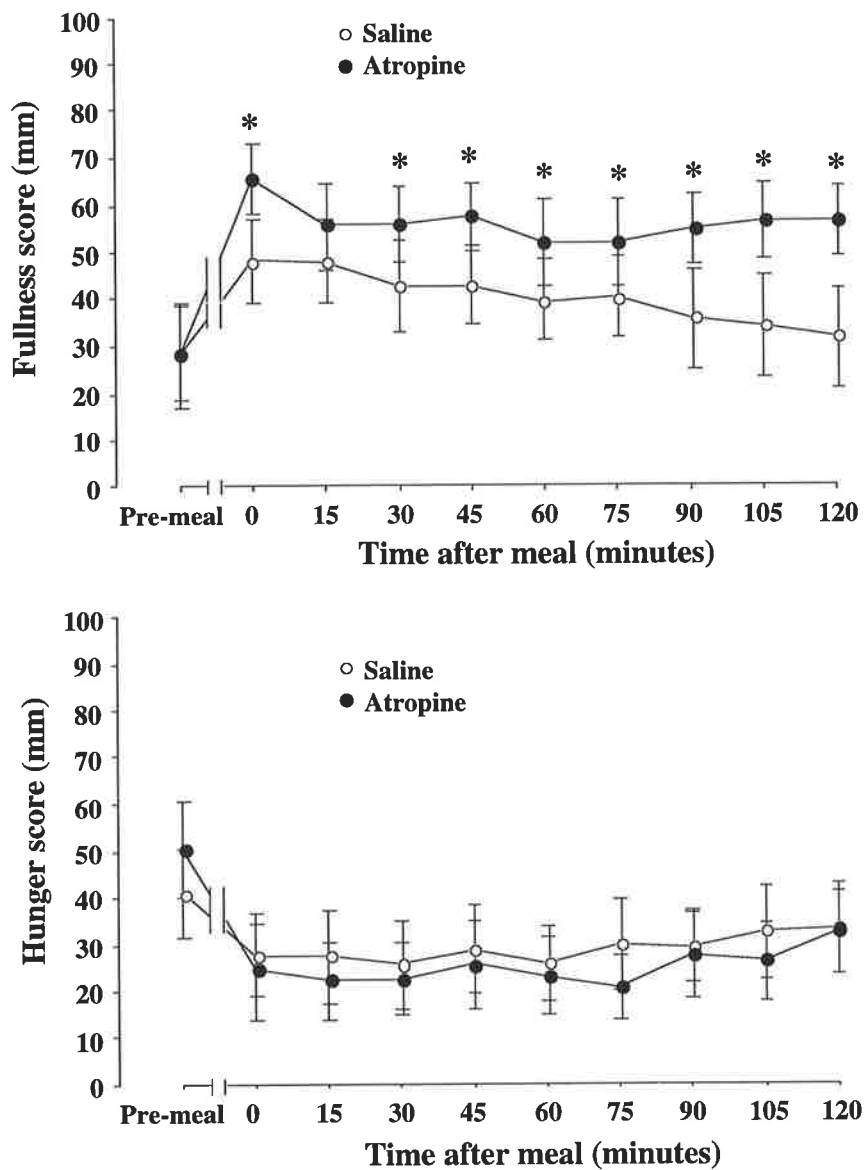 100
90
80
70
60
50
40
30
20
10
0
Fullness score (mm)
Saline
Atropine
*
* * * * * * *
Pre-meal 0 15 30 45 60 75 90 105 120
Time after meal (minutes)
100
90
80
70
60
50
40
30
20
10
0
Hunger score (mm)
Saline
Atropine
Pre-meal 0 15 30 45 60 75 90 105 120
Time after meal (minutes)